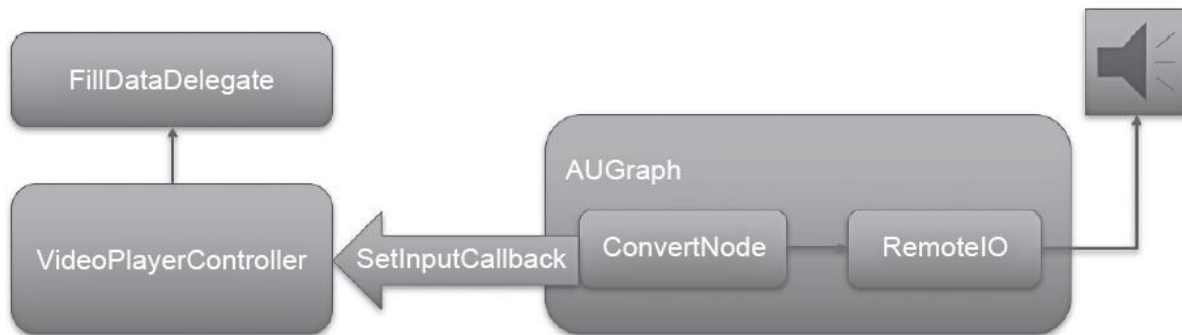 FillDataDelegate
AUGraph
VideoPlayerController
SetInputCallback
ConvertNode
RemoteIO